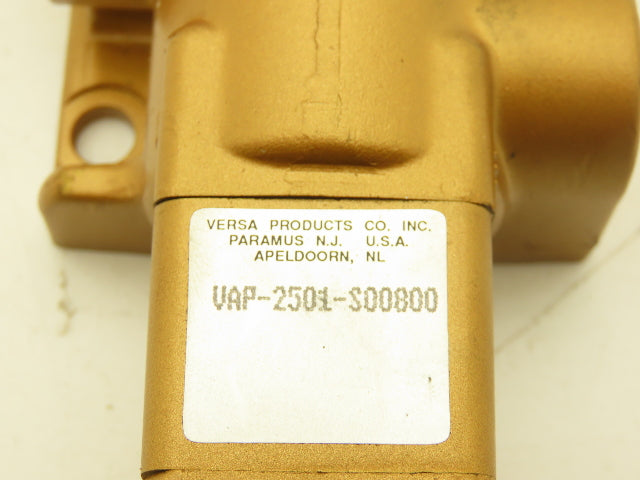 VERSA PRODUCTS CO. INC.
PARAMUS N.J. U.S.A.
APELDOORN, NL
VAP-2501-S00800